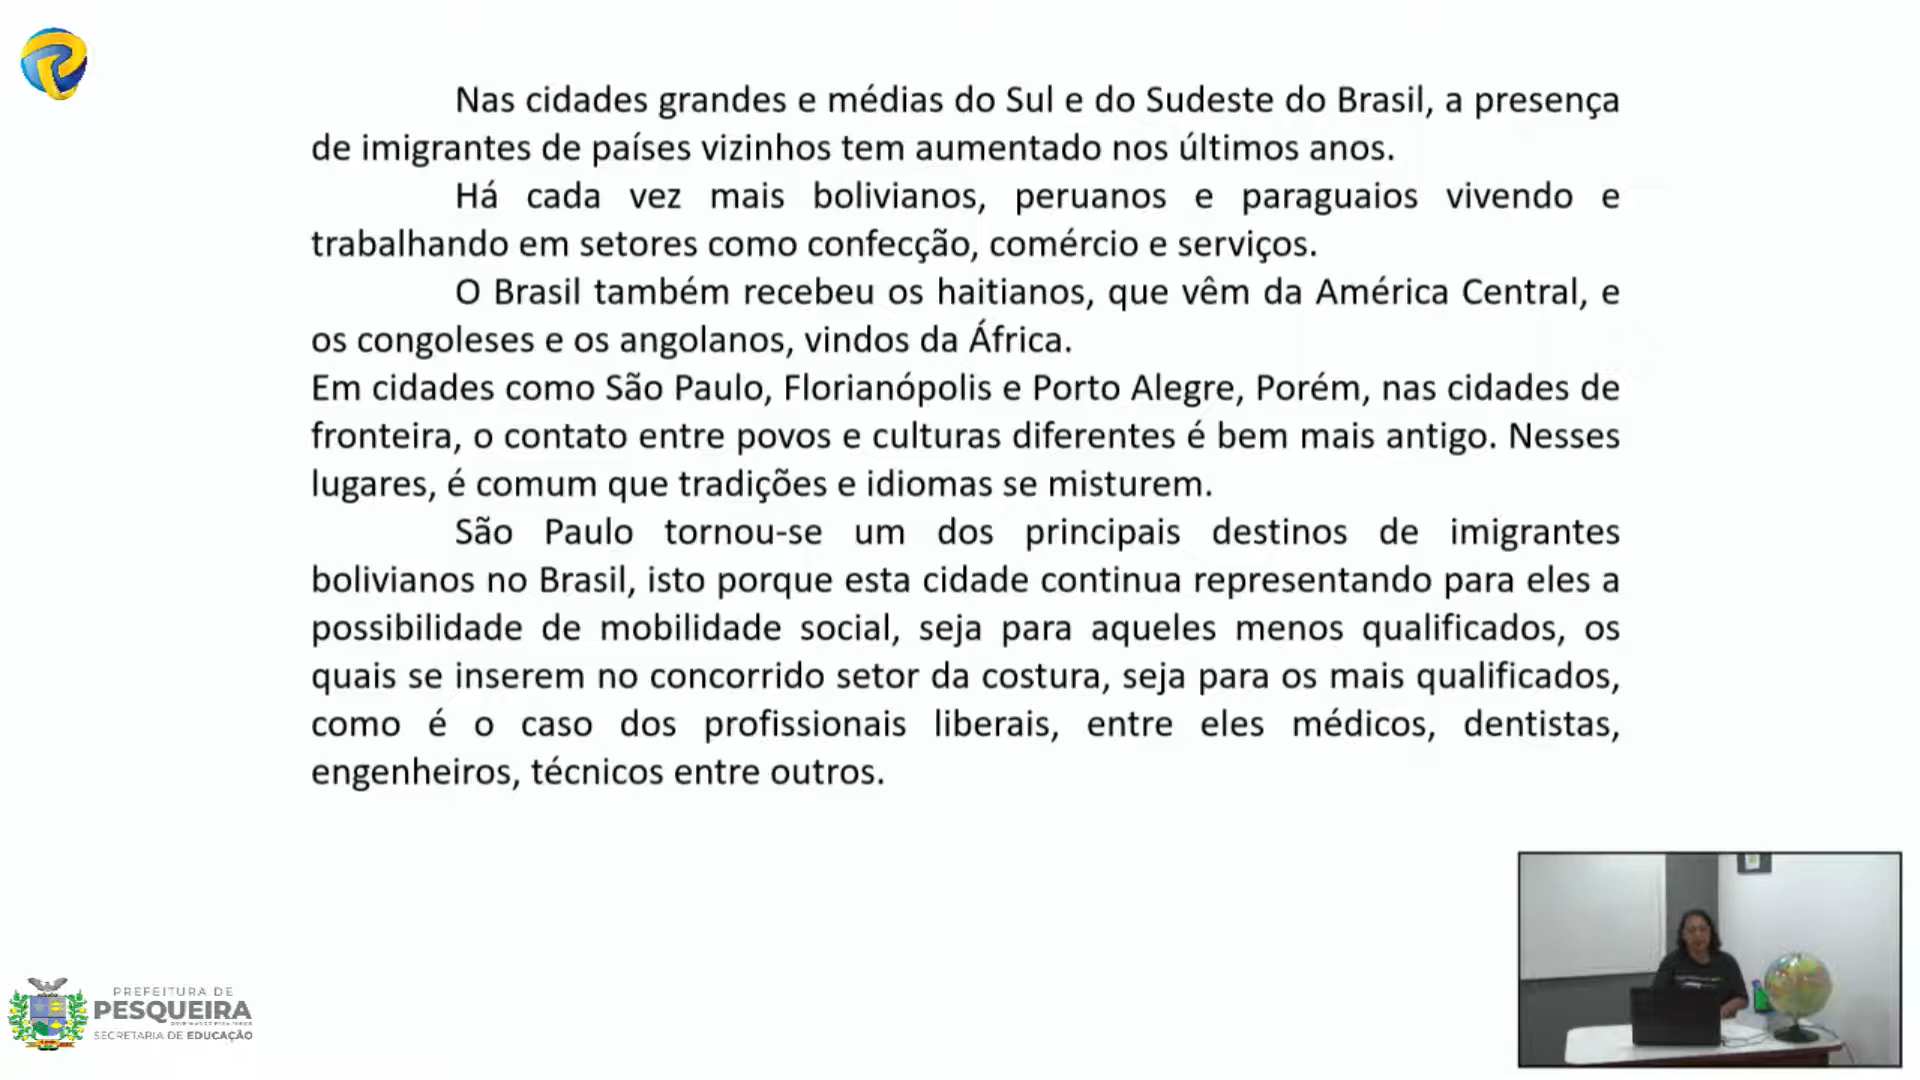 Nas cidades grandes e médias do Sul e do Sudeste do Brasil, a presença
de imigrantes de países vizinhos tem aumentado nos últimos anos.
Há cada vez mais bolivianos, peruanos e paraguaios vivendo e
trabalhando em setores como confecção, comércio e serviços.
O Brasil também recebeu os haitianos, que vêm da América Central, e
os congoleses e os angolanos, vindos da África.
Em cidades como São Paulo, Florianópolis e Porto Alegre, Porém, nas cidades de
fronteira, o contato entre povos e culturas diferentes é bem mais antigo. Nesses
lugares, é comum que tradições e idiomas se misturem.
São Paulo tornou-se um dos principais destinos de imigrantes
bolivianos no Brasil, isto porque esta cidade continua representando para eles a
possibilidade de mobilidade social, seja para aqueles menos qualificados, os
quais se inserem no concorrido setor da costura, seja para os mais qualificados,
como é o caso dos profissionais liberais, entre eles médicos, dentistas,
engenheiros, técnicos entre outros.
PREFEITURA DE
PESQUEIRA
SECRETARIA DE EDUCAÇÃO